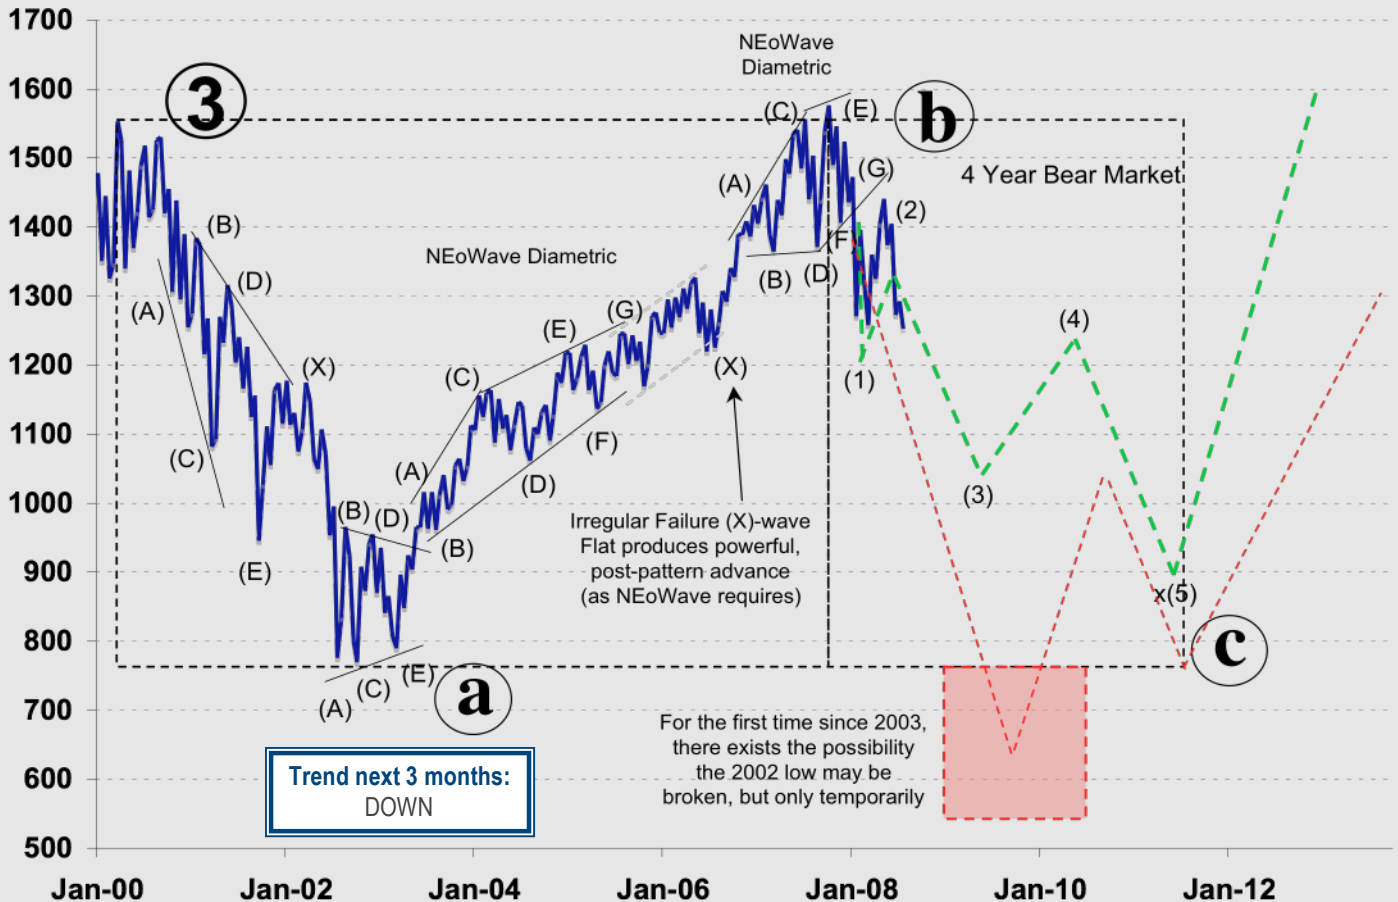 1700
1600
1500
1400
1300
1200
1100
1000
900
800
700
600
500
Jan-00
Jan-02
Jan-04
Jan-06
Jan-08
Jan-10
Jan-12
3
(A)
(B)
(C)
(D)
(E)
(X)
(A)
(B)
(C)
(D)
(E)
a
NEoWave Diametric
(A)
(B)
(C)
(D)
(E)
(F)
(G)
(X)
Irregular Failure (X)-wave
Flat produces powerful,
post-pattern advance
(as NEoWave requires)
NEoWave
Diametric
(A)
(B)
(C)
(D)
(E)
(F)
(G)
b
4 Year Bear Market
(1)
(2)
(3)
(4)
x(5)
c
For the first time since 2003,
there exists the possibility
the 2002 low may be
broken, but only temporarily
Trend next 3 months:
DOWN